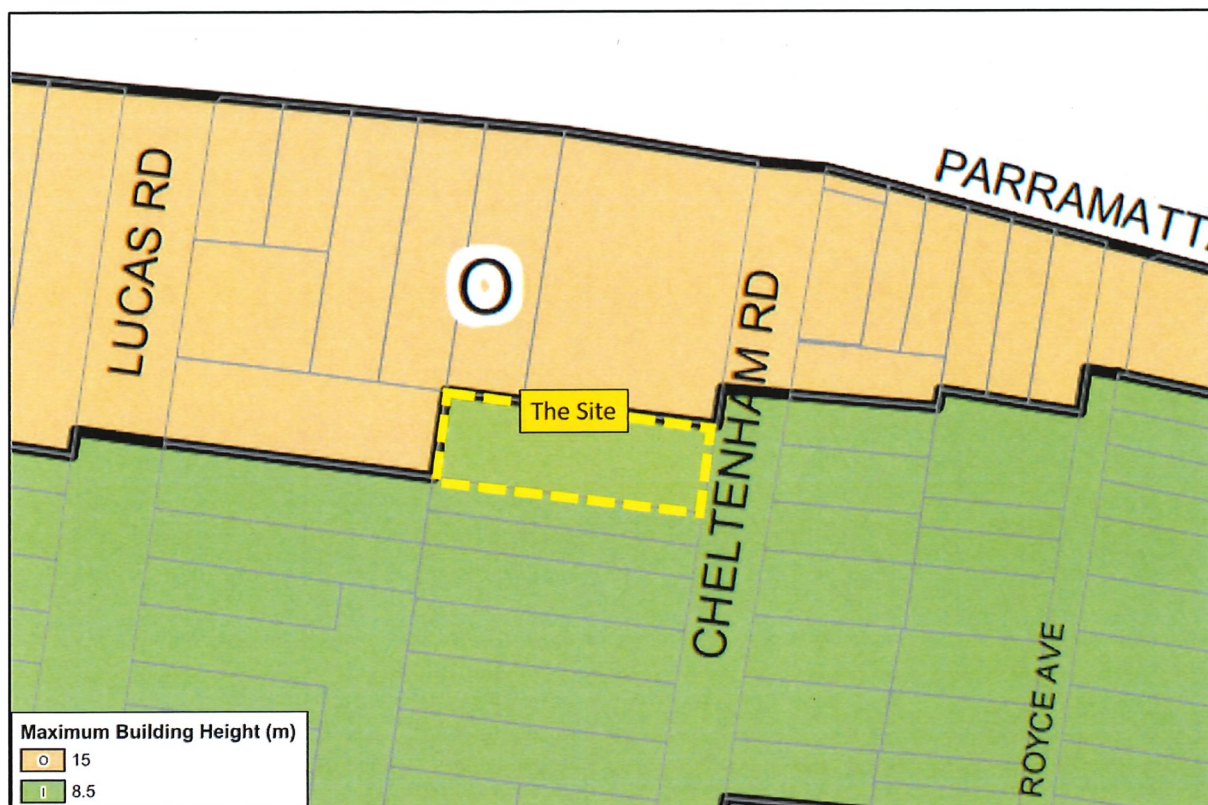 PARRAMATTA
LUCAS RD
O
CHELTENHAM RD
The Site
ROYCE AVE
Maximum Building Height (m)
O 15
I 8.5